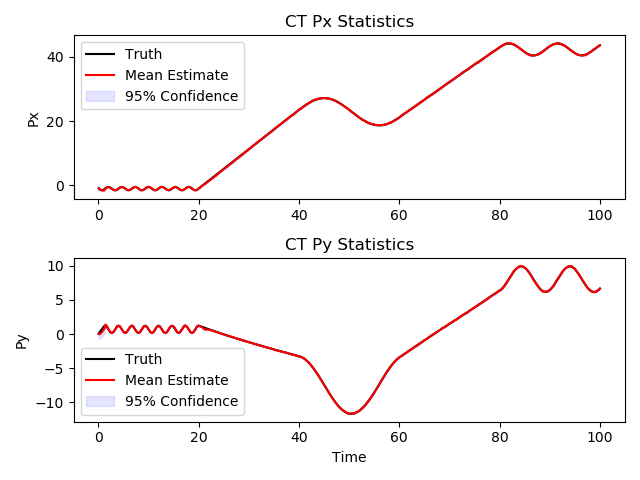 CT Px Statistics
Px
40
20
0
Truth
Mean Estimate
95% Confidence
0 20 40 60 80 100
CT Py Statistics
Py
10
5
0
−5
−10
Truth
Mean Estimate
95% Confidence
0 20 40 60 80 100
Time